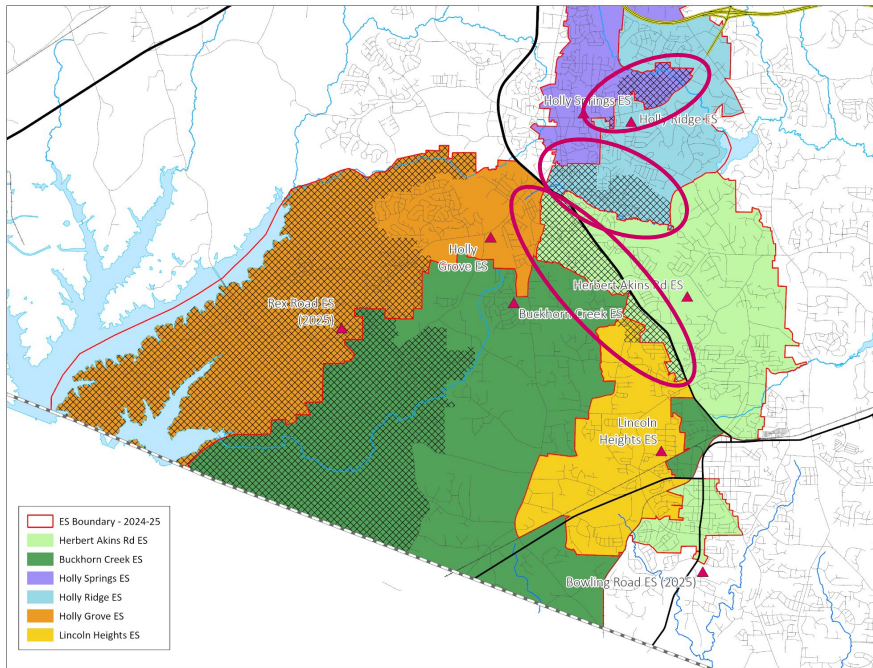 Holly Springs ES
Holly Ridge ES
Holly
Grove ES
Herbert Akins Rd ES
Rex Road ES
(2025)
Buckhorn Creek ES
Lincoln
Heights ES
Bowling Road ES (2025)
ES Boundary - 2024-25
Herbert Akins Rd ES
Buckhorn Creek ES
Holly Springs ES
Holly Ridge ES
Holly Grove ES
Lincoln Heights ES